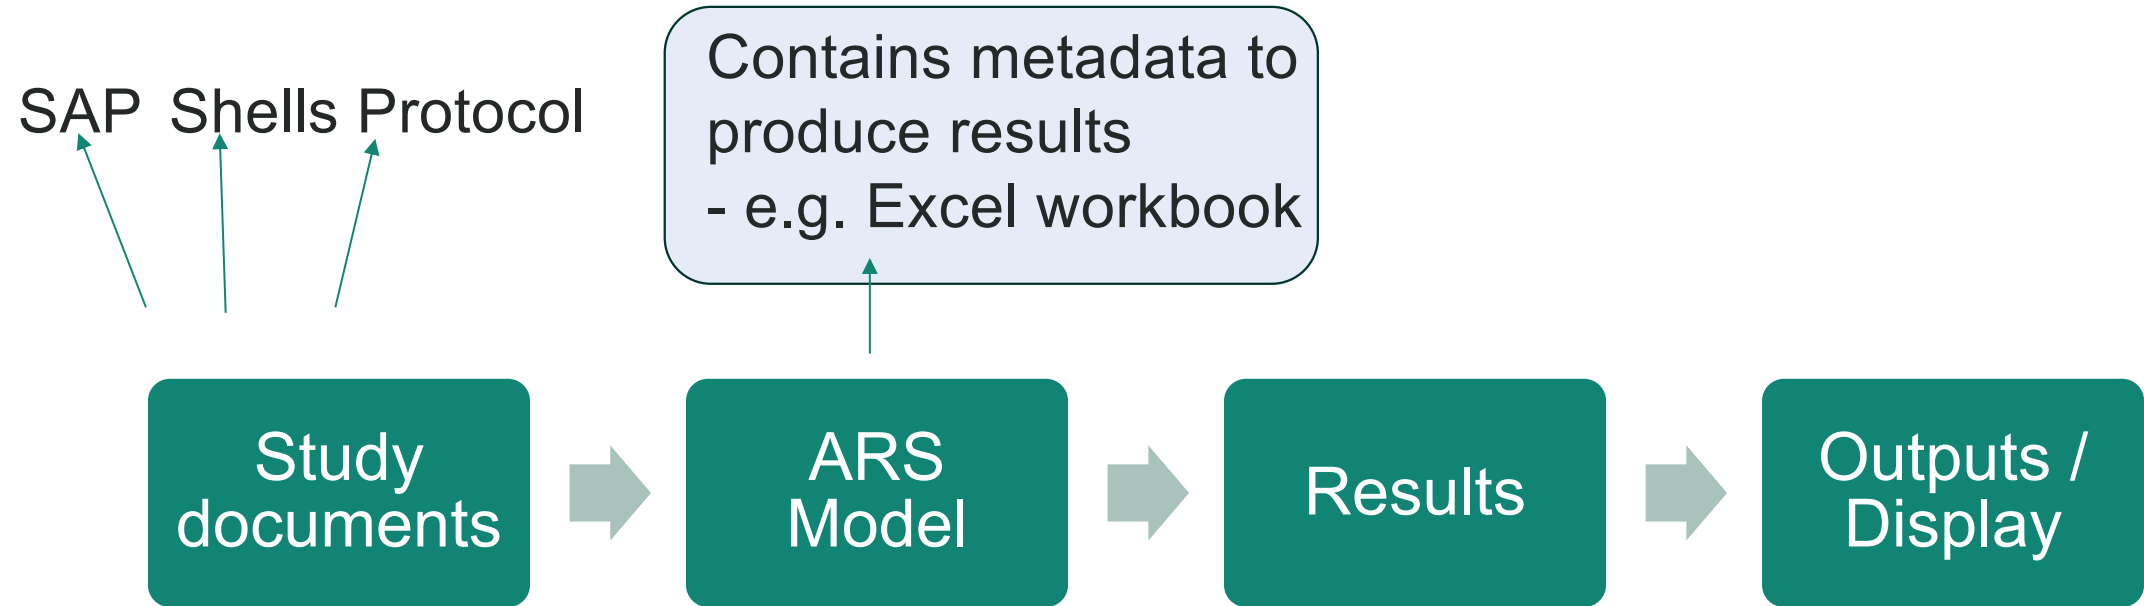 SAP Shells Protocol
Contains metadata to
produce results
- e.g. Excel workbook
Study
documents
ARS
Model
Results
Outputs /
Display